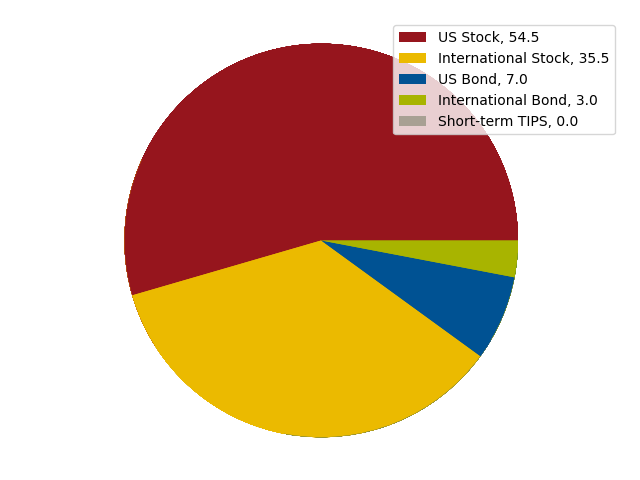 US Stock, 54.5
International Stock, 35.5
US Bond, 7.0
International Bond, 3.0
Short-term TIPS, 0.0